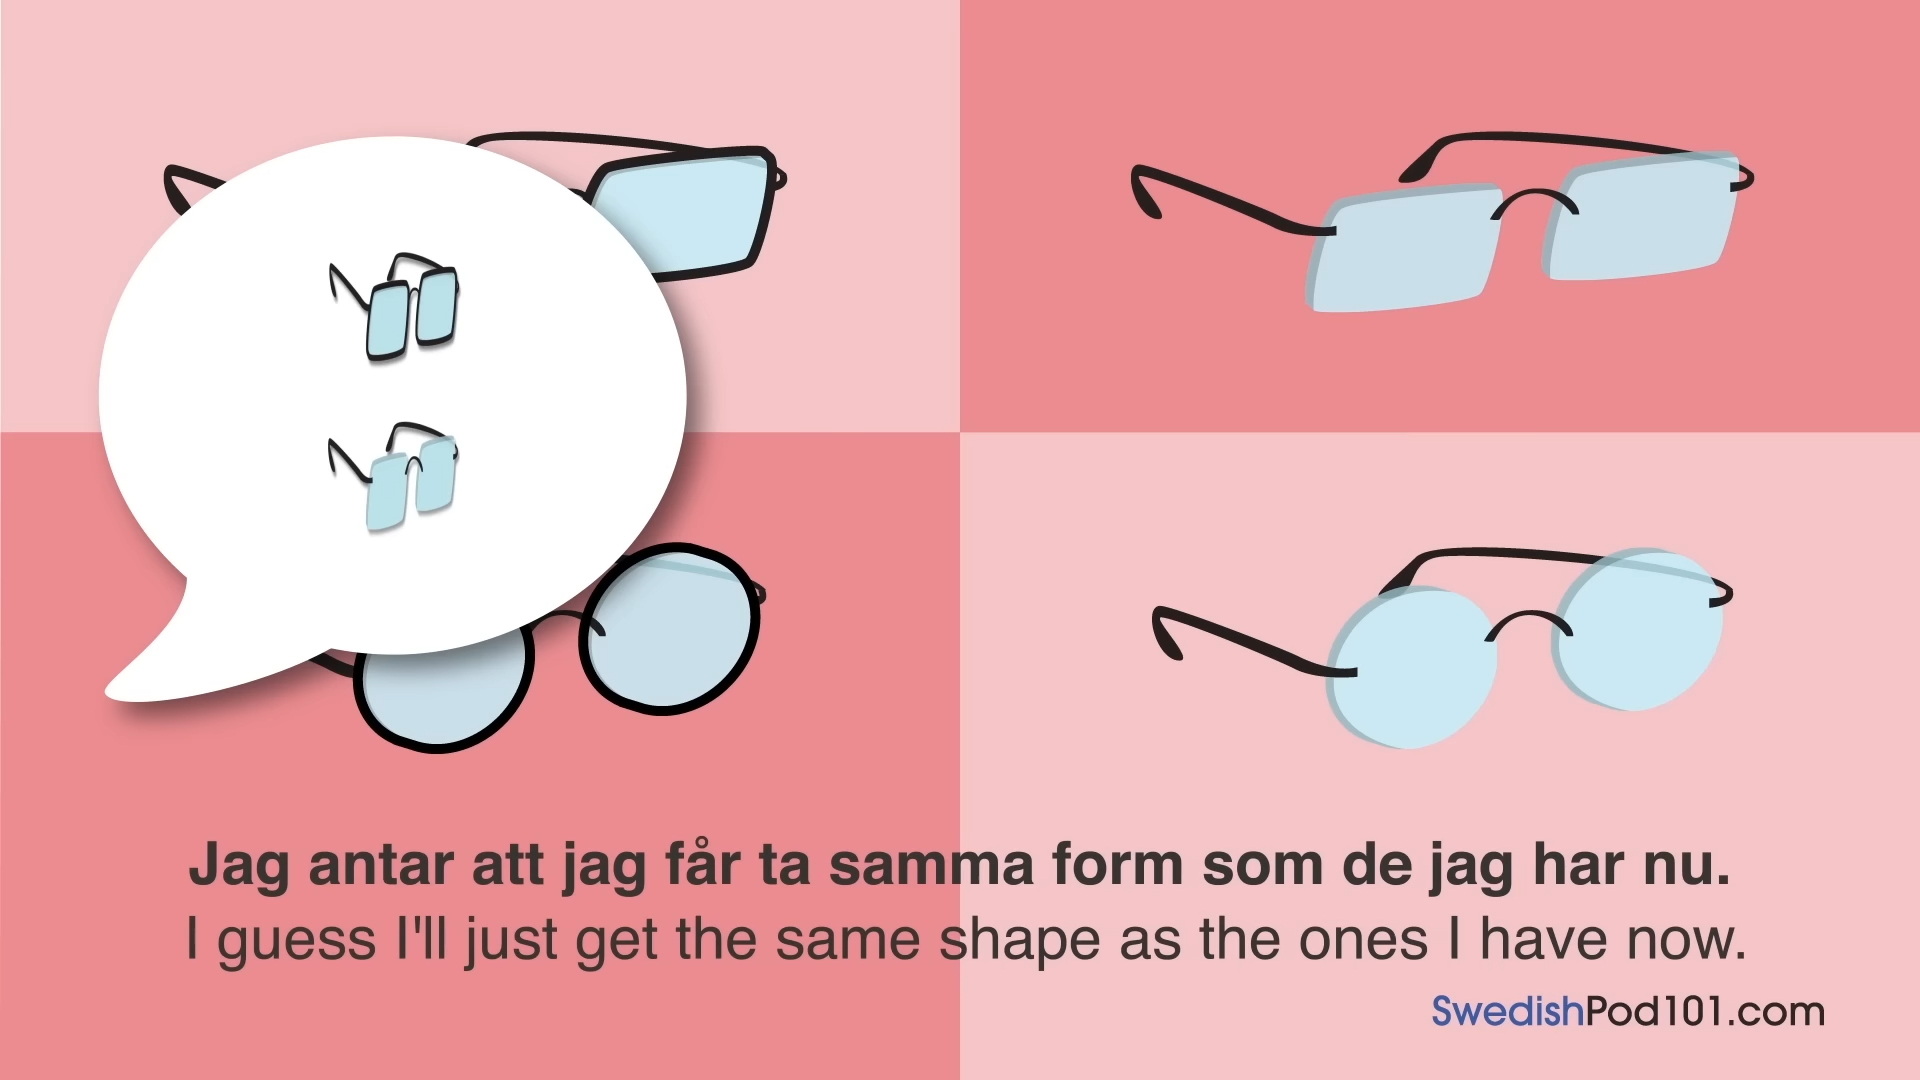 Jag antar att jag får ta samma form som de jag har nu.
I guess I'll just get the same shape as the ones I have now.
SwedishPod101.com